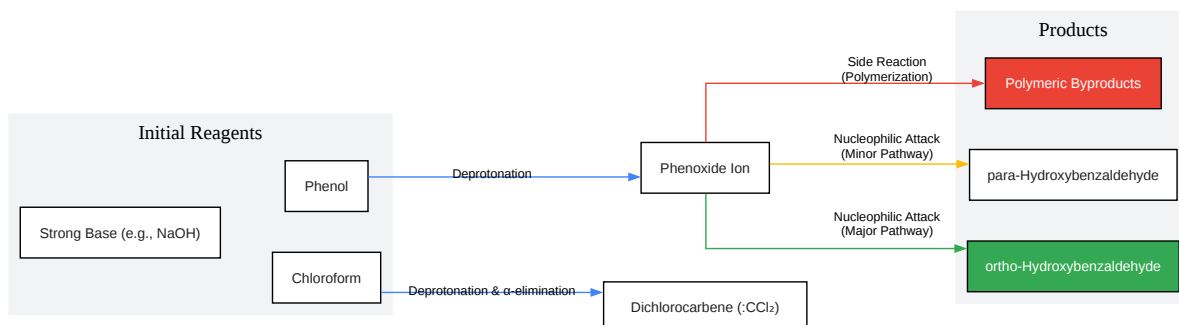 Products
Side Reaction
(Polymerization)
Polymeric Byproducts
Initial Reagents
Nucleophilic Attack
(Minor Pathway)
Phenol
Deprotonation
Phenoxide Ion
para-Hydroxybenzaldehyde
Strong Base (e.g., NaOH)
Nucleophilic Attack
(Major Pathway)
ortho-Hydroxybenzaldehyde
Chloroform
Deprotonation & α-elimination
Dichlorocarbene (:CCl₂)